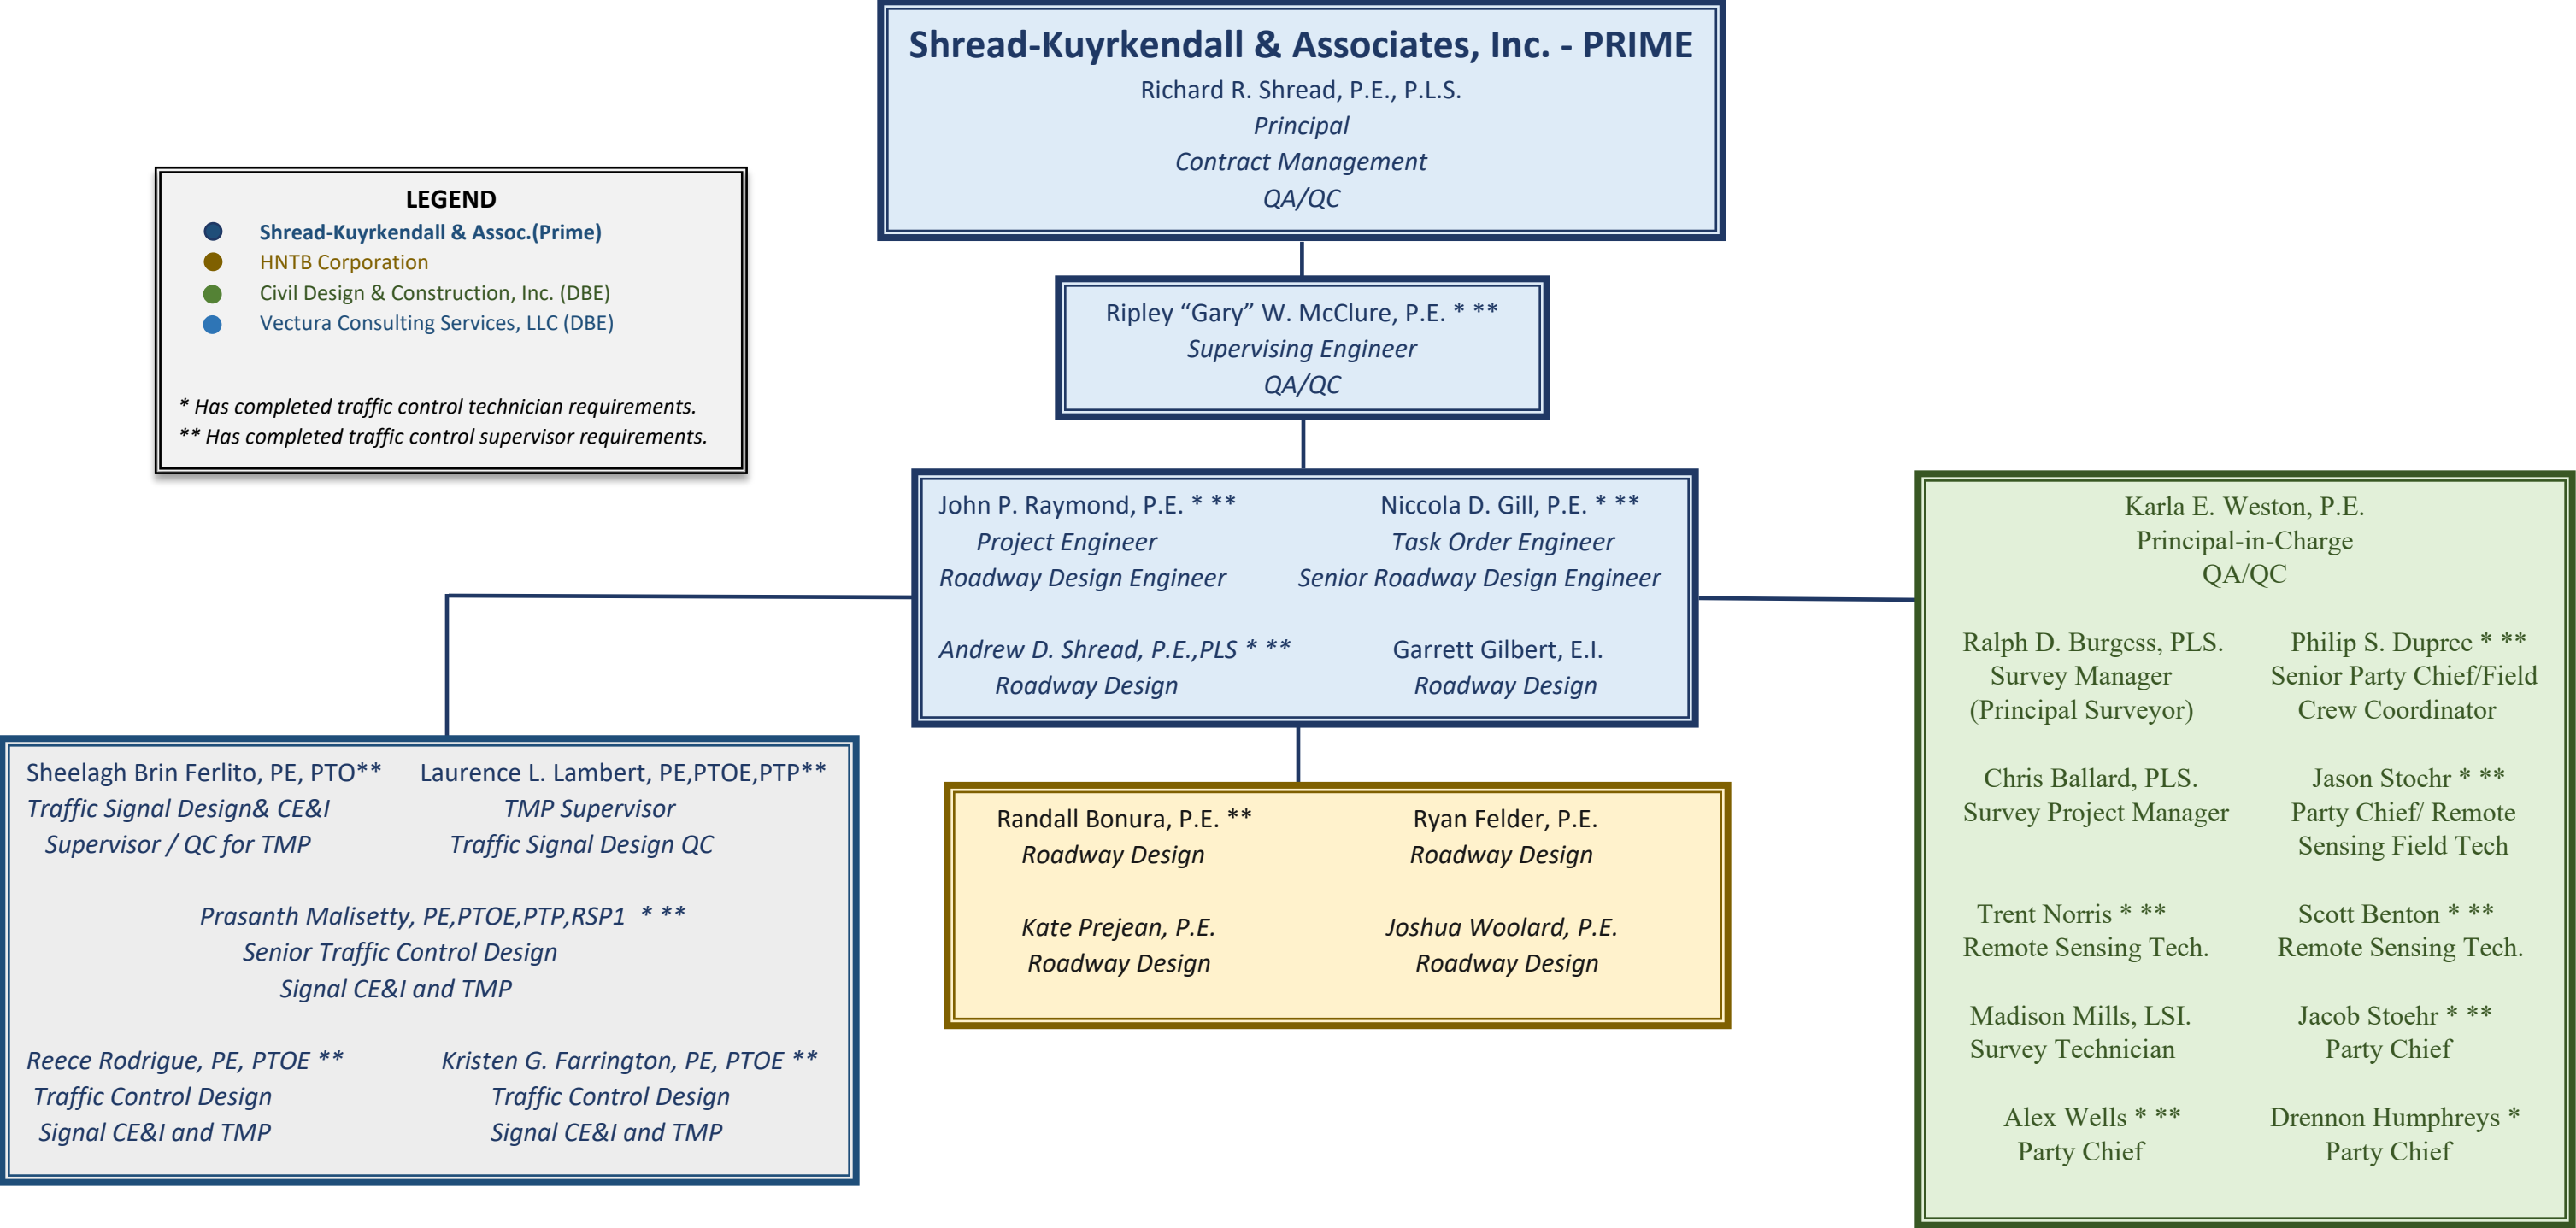 Shread-Kuyrkendall & Associates, Inc. - PRIME
Richard R. Shread, P.E., P.L.S.
Principal
Contract Management
QA/QC
LEGEND
Shread-Kuyrkendall & Assoc.(Prime)
HNTB Corporation
Civil Design & Construction, Inc. (DBE)
Vectura Consulting Services, LLC (DBE)
* Has completed traffic control technician requirements.
** Has completed traffic control supervisor requirements.
Ripley “Gary” W. McClure, P.E. * **
Supervising Engineer
QA/QC
John P. Raymond, P.E. * **
Project Engineer
Roadway Design Engineer
Niccola D. Gill, P.E. * **
Task Order Engineer
Senior Roadway Design Engineer
Andrew D. Shread, P.E.,PLS * **
Roadway Design
Garrett Gilbert, E.I.
Roadway Design
Sheelagh Brin Ferlito, PE, PTO**
Traffic Signal Design& CE&I
Supervisor / QC for TMP
Laurence L. Lambert, PE,PTOE,PTP**
TMP Supervisor
Traffic Signal Design QC
Prasanth Malisetty, PE,PTOE,PTP,RSP1 * **
Senior Traffic Control Design
Signal CE&I and TMP
Reece Rodrigue, PE, PTOE **
Traffic Control Design
Signal CE&I and TMP
Kristen G. Farrington, PE, PTOE **
Traffic Control Design
Signal CE&I and TMP
Randall Bonura, P.E. **
Roadway Design
Ryan Felder, P.E.
Roadway Design
Kate Prejean, P.E.
Roadway Design
Joshua Woolard, P.E.
Roadway Design
Karla E. Weston, P.E.
Principal-in-Charge
QA/QC
Ralph D. Burgess, PLS.
Survey Manager
(Principal Surveyor)
Philip S. Dupree * **
Senior Party Chief/Field
Crew Coordinator
Chris Ballard, PLS.
Survey Project Manager
Jason Stoehr * **
Party Chief/ Remote
Sensing Field Tech
Trent Norris * **
Remote Sensing Tech.
Scott Benton * **
Remote Sensing Tech.
Madison Mills, LSI.
Survey Technician
Jacob Stoehr * **
Party Chief
Alex Wells * **
Party Chief
Drennon Humphreys *
Party Chief